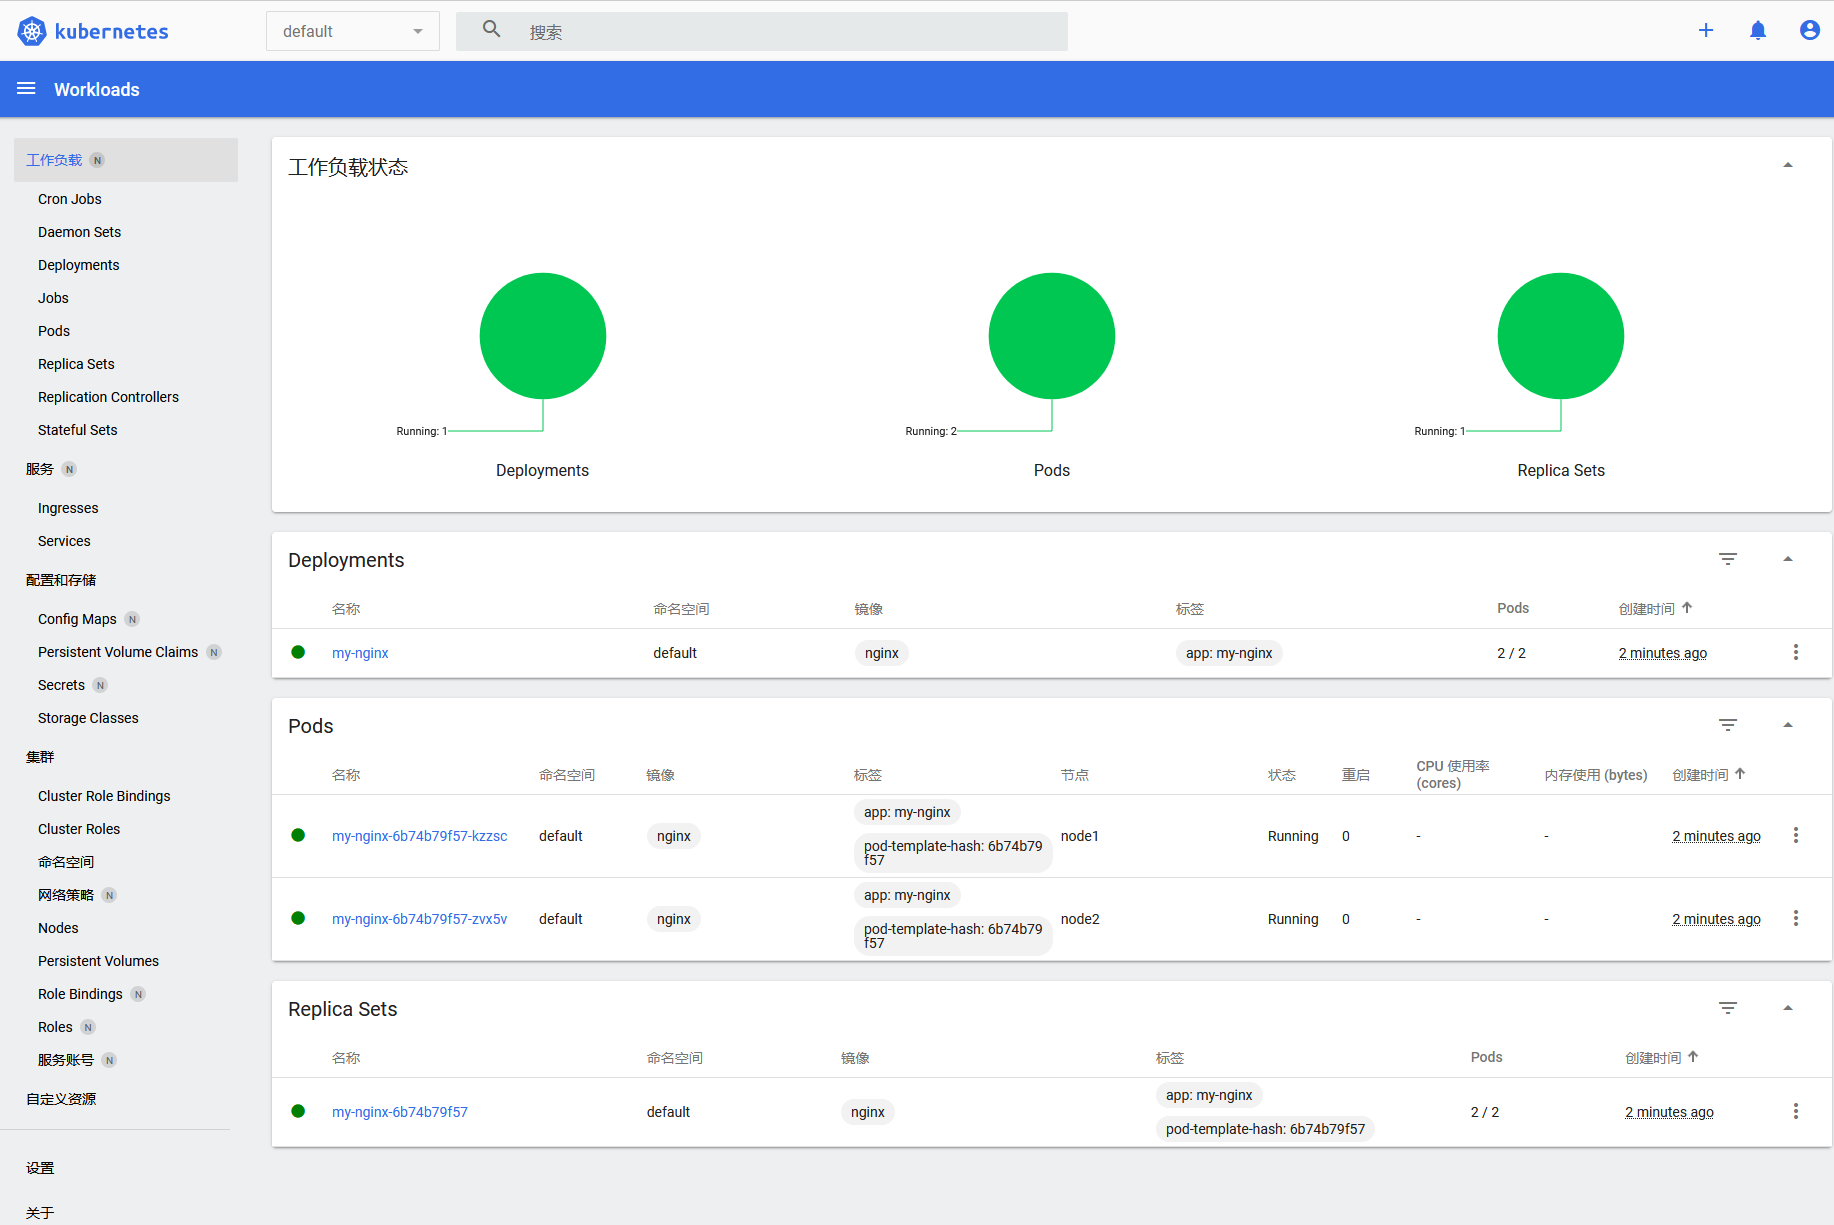 kubernetes
default
搜索
Workloads
工作负载 N
Cron Jobs
Daemon Sets
Deployments
Jobs
Pods
Replica Sets
Replication Controllers
Stateful Sets
服务 N
Ingresses
Services
配置和存储
Config Maps N
Persistent Volume Claims N
Secrets N
Storage Classes
集群
Cluster Role Bindings
Cluster Roles
命名空间
网络策略 N
Nodes
Persistent Volumes
Role Bindings N
Roles N
服务账号 N
自定义资源
设置
关于
工作负载状态
Running: 1
Deployments
Running: 2
Pods
Running: 1
Replica Sets
Deployments
名称 命名空间 镜像 标签 Pods 创建时间
my-nginx default nginx app: my-nginx 2 / 2 2 minutes ago
Pods
名称 命名空间 镜像 标签 节点 状态 重启 CPU 使用率 (cores) 内存使用 (bytes) 创建时间
app: my-nginx
my-nginx-6b74b79f57-kzzsc default nginx pod-template-hash: 6b74b79 node1 Running 0 - - 2 minutes ago
f57
app: my-nginx
my-nginx-6b74b79f57-zvx5v default nginx pod-template-hash: 6b74b79 node2 Running 0 - - 2 minutes ago
f57
Replica Sets
名称 命名空间 镜像 标签 Pods 创建时间
app: my-nginx
my-nginx-6b74b79f57 default nginx 2 / 2 2 minutes ago
pod-template-hash: 6b74b79f57